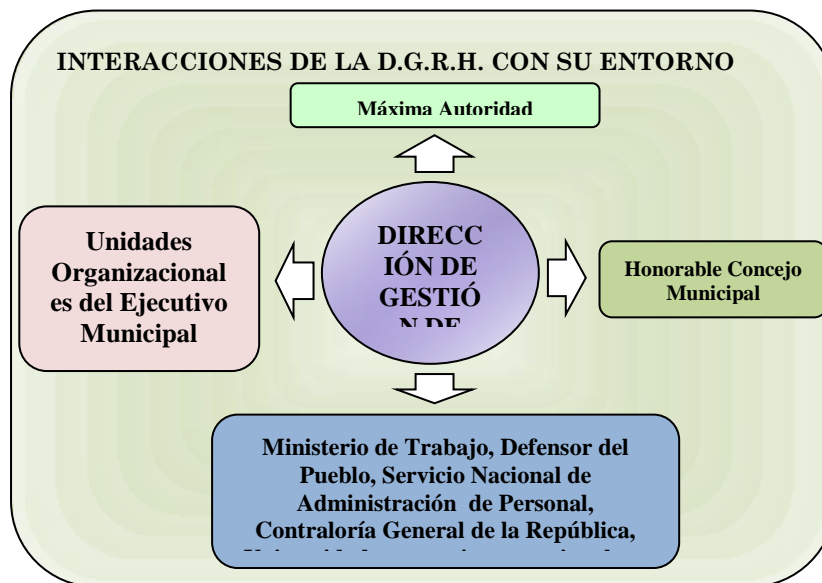 INTERACCIONES DE LA D.G.R.H. CON SU ENTORNO
Máxima Autoridad
Unidades
Organizacional
es del Ejecutivo
Municipal
DIRECC
IÓN DE
GESTIÓ
N DE
Honorable Concejo
Municipal
Ministerio de Trabajo, Defensor del
Pueblo, Servicio Nacional de
Administración de Personal,
Contraloría General de la República,